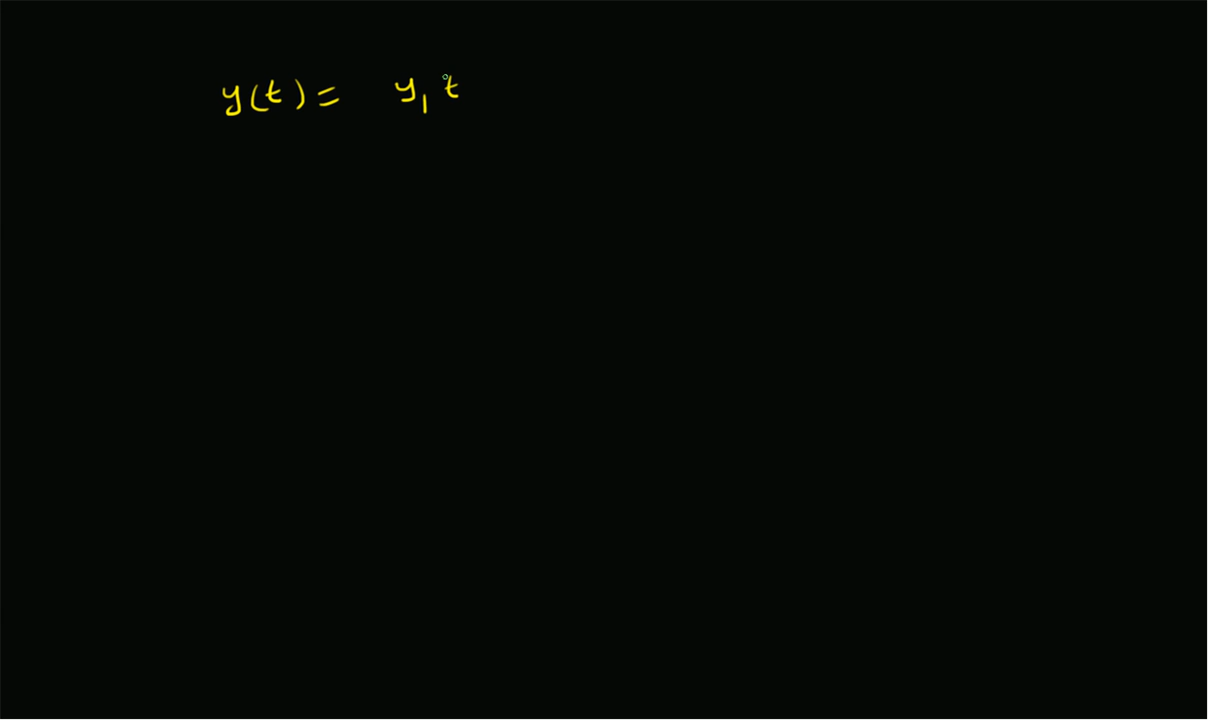 y(t) = y₁ t